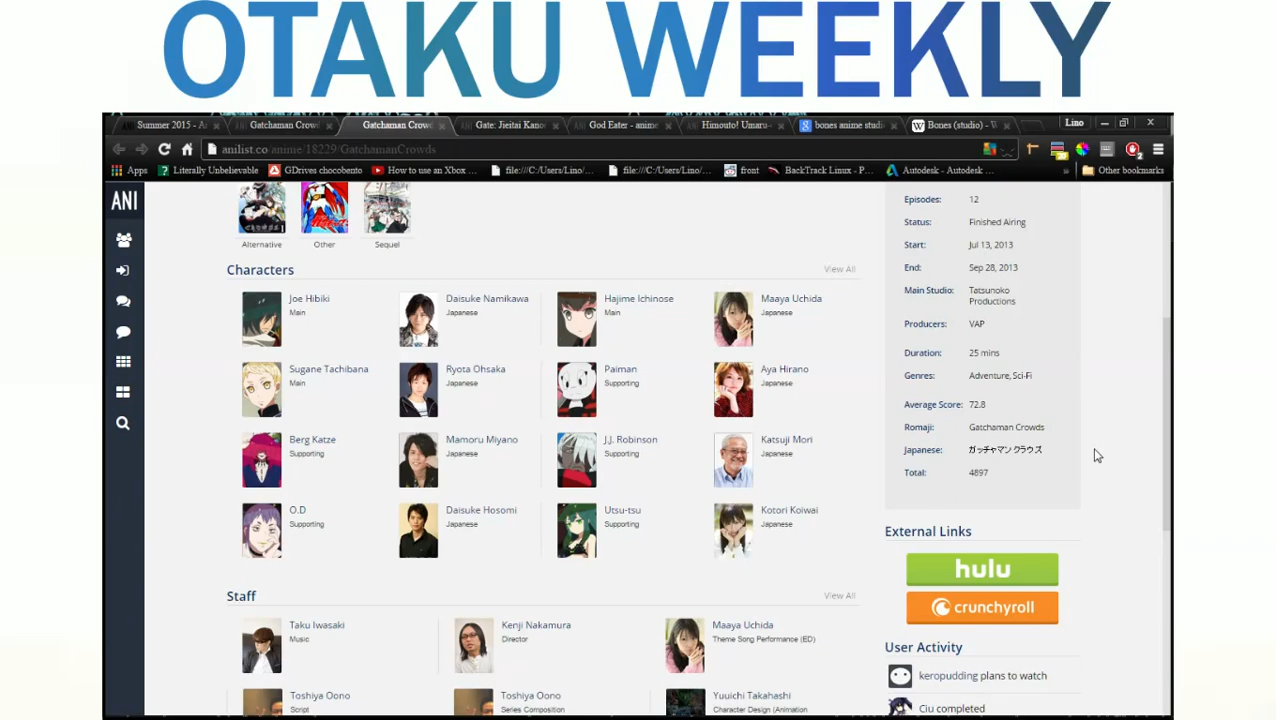 OTAKU WEEKLY
Summer 2015 - A
Gatchaman Crowd
Gatchaman Crowd
Gate: Jieitai Kano
God Eater - anime
Himouto! Umaru-
bones anime studi
Bones (studio) - W
Lino
anilist.co/anime/18229/GatchamanCrowds
Apps
Literally Unbelievable
GDrives chocobento
How to use an Xbox ...
file:///C:/Users/Lino/...
file:///C:/Users/Lino/...
front
BackTrack Linux - P...
Autodesk - Autodesk ...
Other bookmarks
ANI
CROWDS
Alternative
Other
Sequel
Characters
View All
Joe Hibiki
Main
Daisuke Namikawa
Japanese
Hajime Ichinose
Main
Maaya Uchida
Japanese
Sugane Tachibana
Main
Ryota Ohsaka
Japanese
Paiman
Supporting
Aya Hirano
Japanese
Berg Katze
Supporting
Mamoru Miyano
Japanese
J.J. Robinson
Supporting
Katsuji Mori
Japanese
O.D
Supporting
Daisuke Hosomi
Japanese
Utsu-tsu
Supporting
Kotori Koiwai
Japanese
Staff
View All
Taku Iwasaki
Music
Kenji Nakamura
Director
Maaya Uchida
Theme Song Performance (ED)
Toshiya Oono
Script
Toshiya Oono
Series Composition
Yuuichi Takahashi
Character Design (Animation
Episodes: 12
Status: Finished Airing
Start: Jul 13, 2013
End: Sep 28, 2013
Main Studio: Tatsunoko
Productions
Producers: VAP
Duration: 25 mins
Genres: Adventure, Sci-Fi
Average Score: 72.8
Romaji: Gatchaman Crowds
Japanese: ガッチャマン クラウズ
Total: 4897
External Links
hulu
crunchyroll
User Activity
keropudding plans to watch
Ciu completed